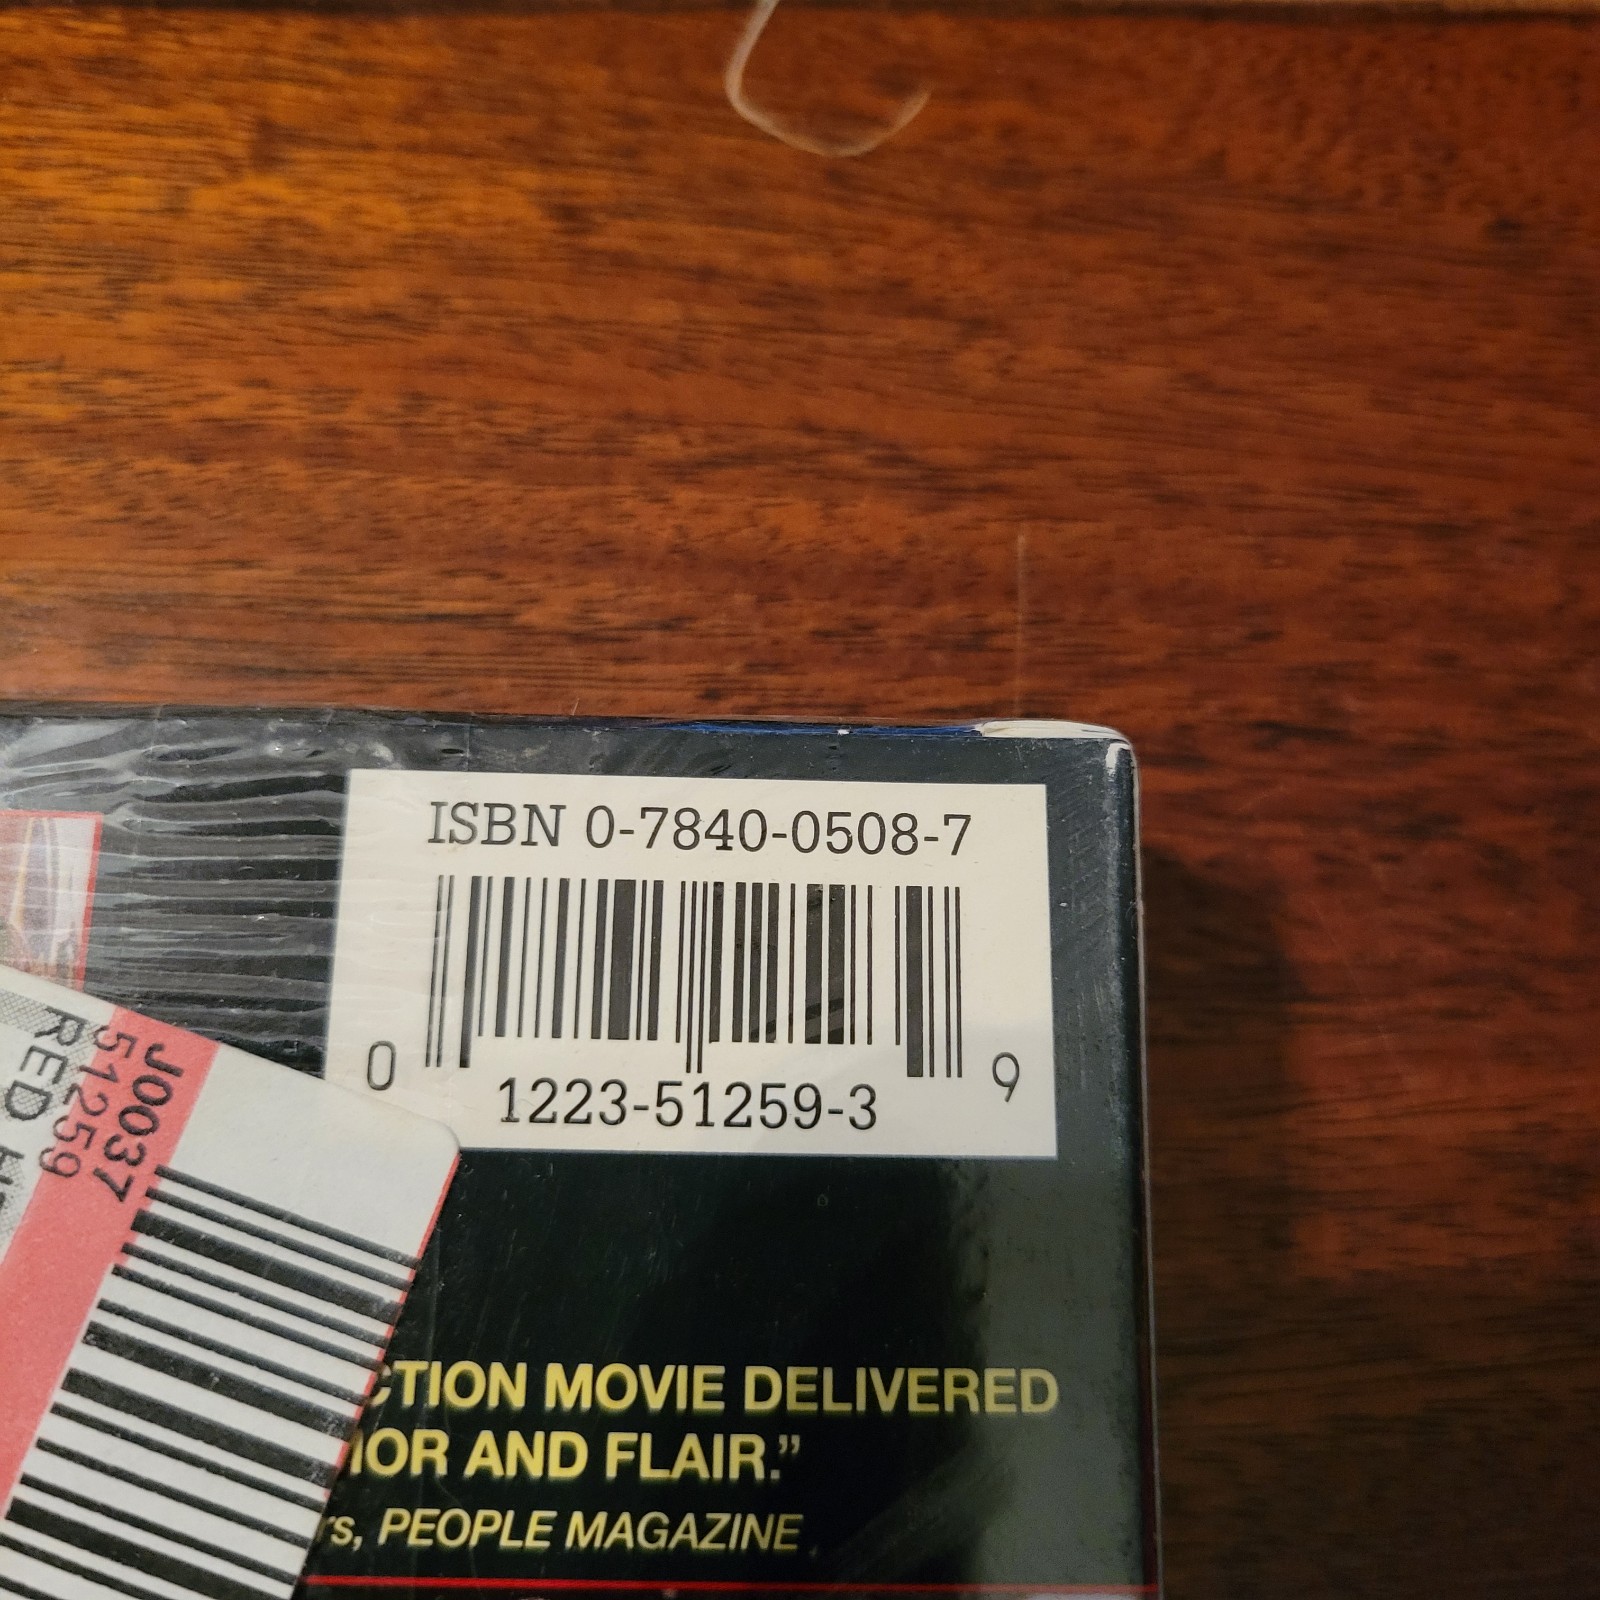 ISBN 0-7840-0508-7
0 1223-51259-3 9
J0037
51259
RED
CTION MOVIE DELIVERED
IOR AND FLAIR.”
rs, PEOPLE MAGAZINE